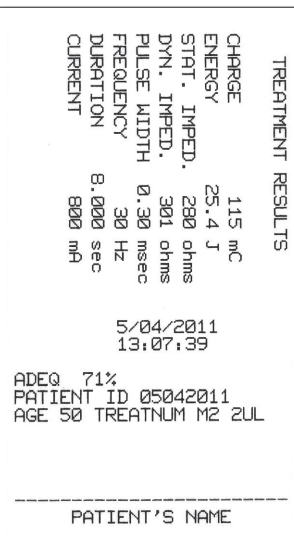 TREATMENT RESULTS
CHARGE 115 mC
ENERGY 25.4 J
STAT. IMPED. 280 ohms
DYN. IMPED. 301 ohms
PULSE WIDTH 0.30 msec
FREQUENCY 30 Hz
DURATION 8.000 sec
CURRENT 800 mA
5/04/2011
13:07:39
ADEQ 71%
PATIENT ID 05042011
AGE 50 TREATNUM M2 2UL
PATIENT'S NAME